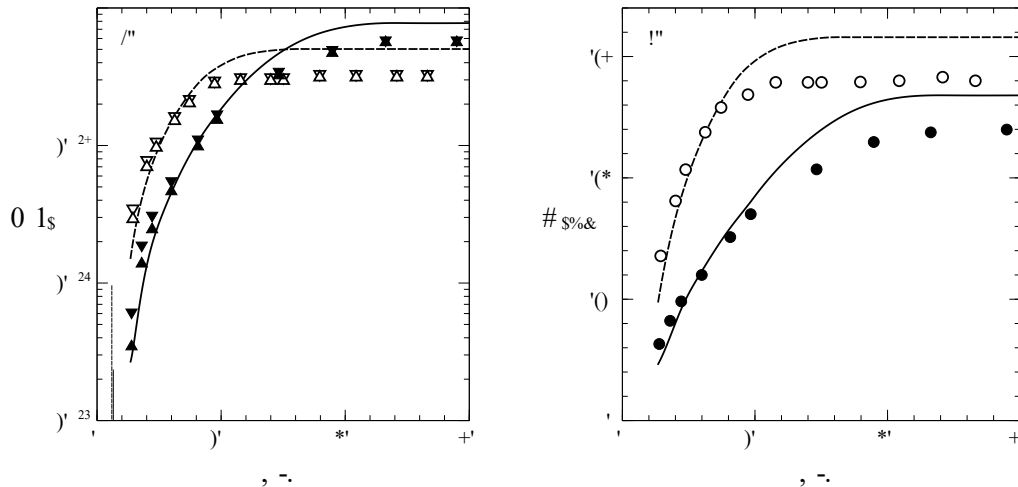 /" !"
'(+
)' 2+
'(*
0 1$ # $%&
)' 24 '()
)' 23 '
' )' *' +' ' )' *' +'
, -. , -.